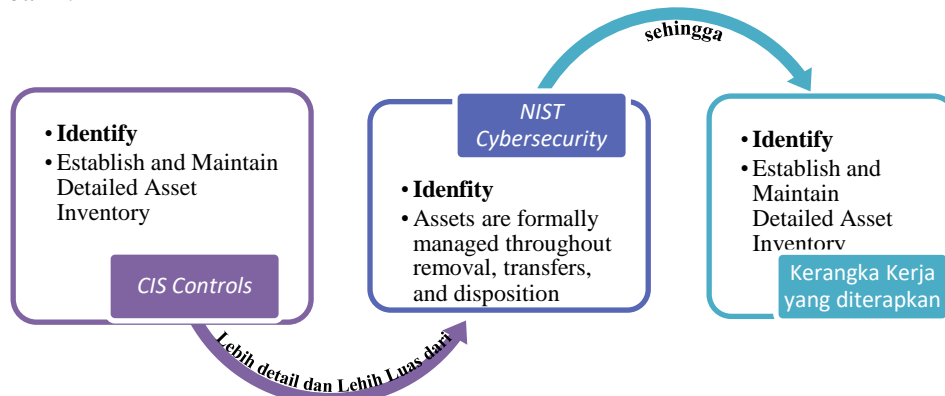 • Identify
• Establish and Maintain
Detailed Asset
Inventory
CIS Controls
Lebih detail dan Lehih Luas dari
NIST
Cybersecurity
• Idenfity
• Assets are formally
managed throughout
removal, transfers,
and disposition
sehingga
• Identify
• Establish and
Maintain
Detailed Asset
Inventory
Kerangka Kerja
yang diterapkan